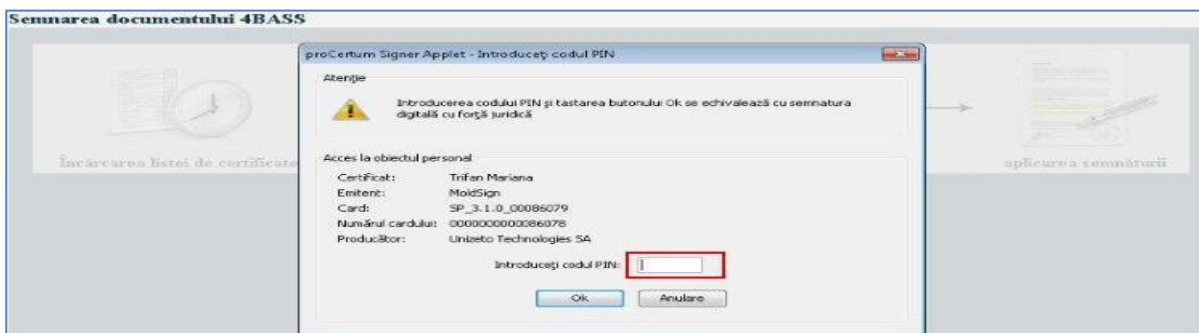 Semnarea documentului 4BASS
proCertum Signer Applet - Introduceţi codul PIN
Atenţie
Introducerea codului PIN şi tastarea butonului Ok se echivalează cu semnatura
digitală cu forţă juridică
Încărcarea listei de certificate
aplicarea semnăturii
Acces la obiectul personal
Certificat: Trifan Mariana
Emitent: MoldSign
Card: SP_3.1.0_00086079
Numărul cardului: 0000000000086078
Producător: Unizeto Technologies SA
Introduceţi codul PIN:
Ok Anulare